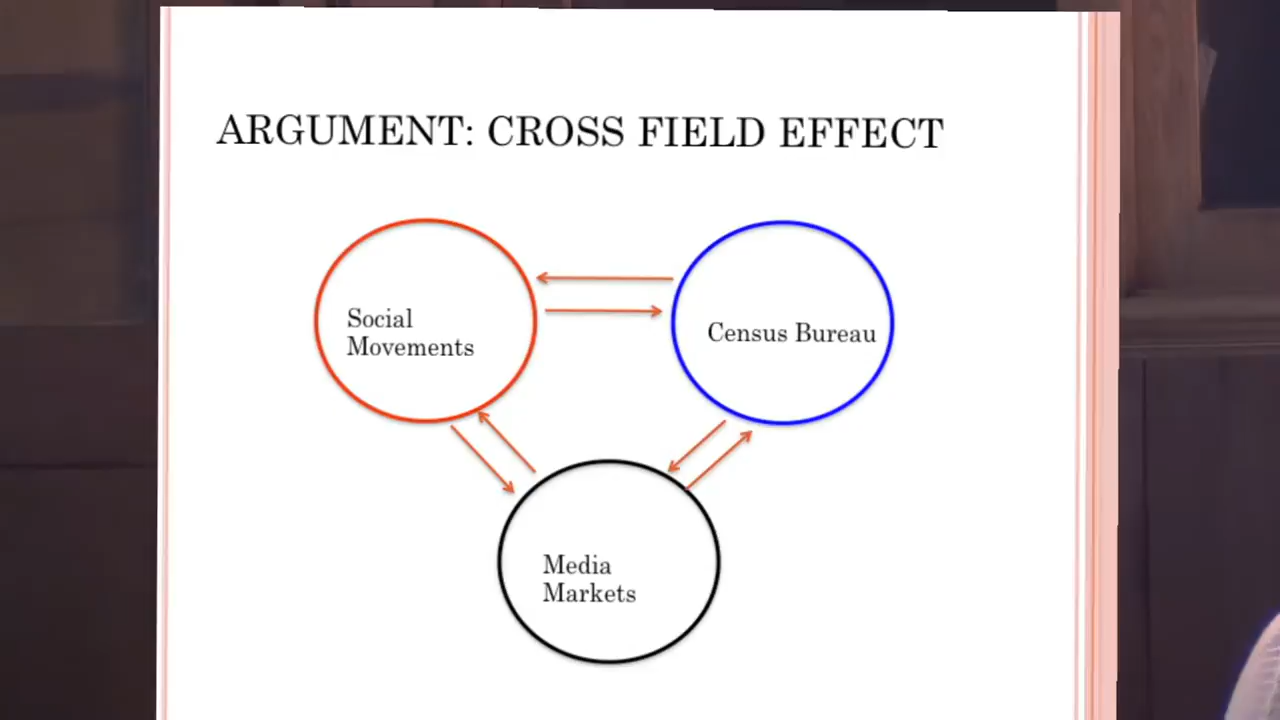 ARGUMENT: CROSS FIELD EFFECT
Social
Movements
Census Bureau
Media
Markets